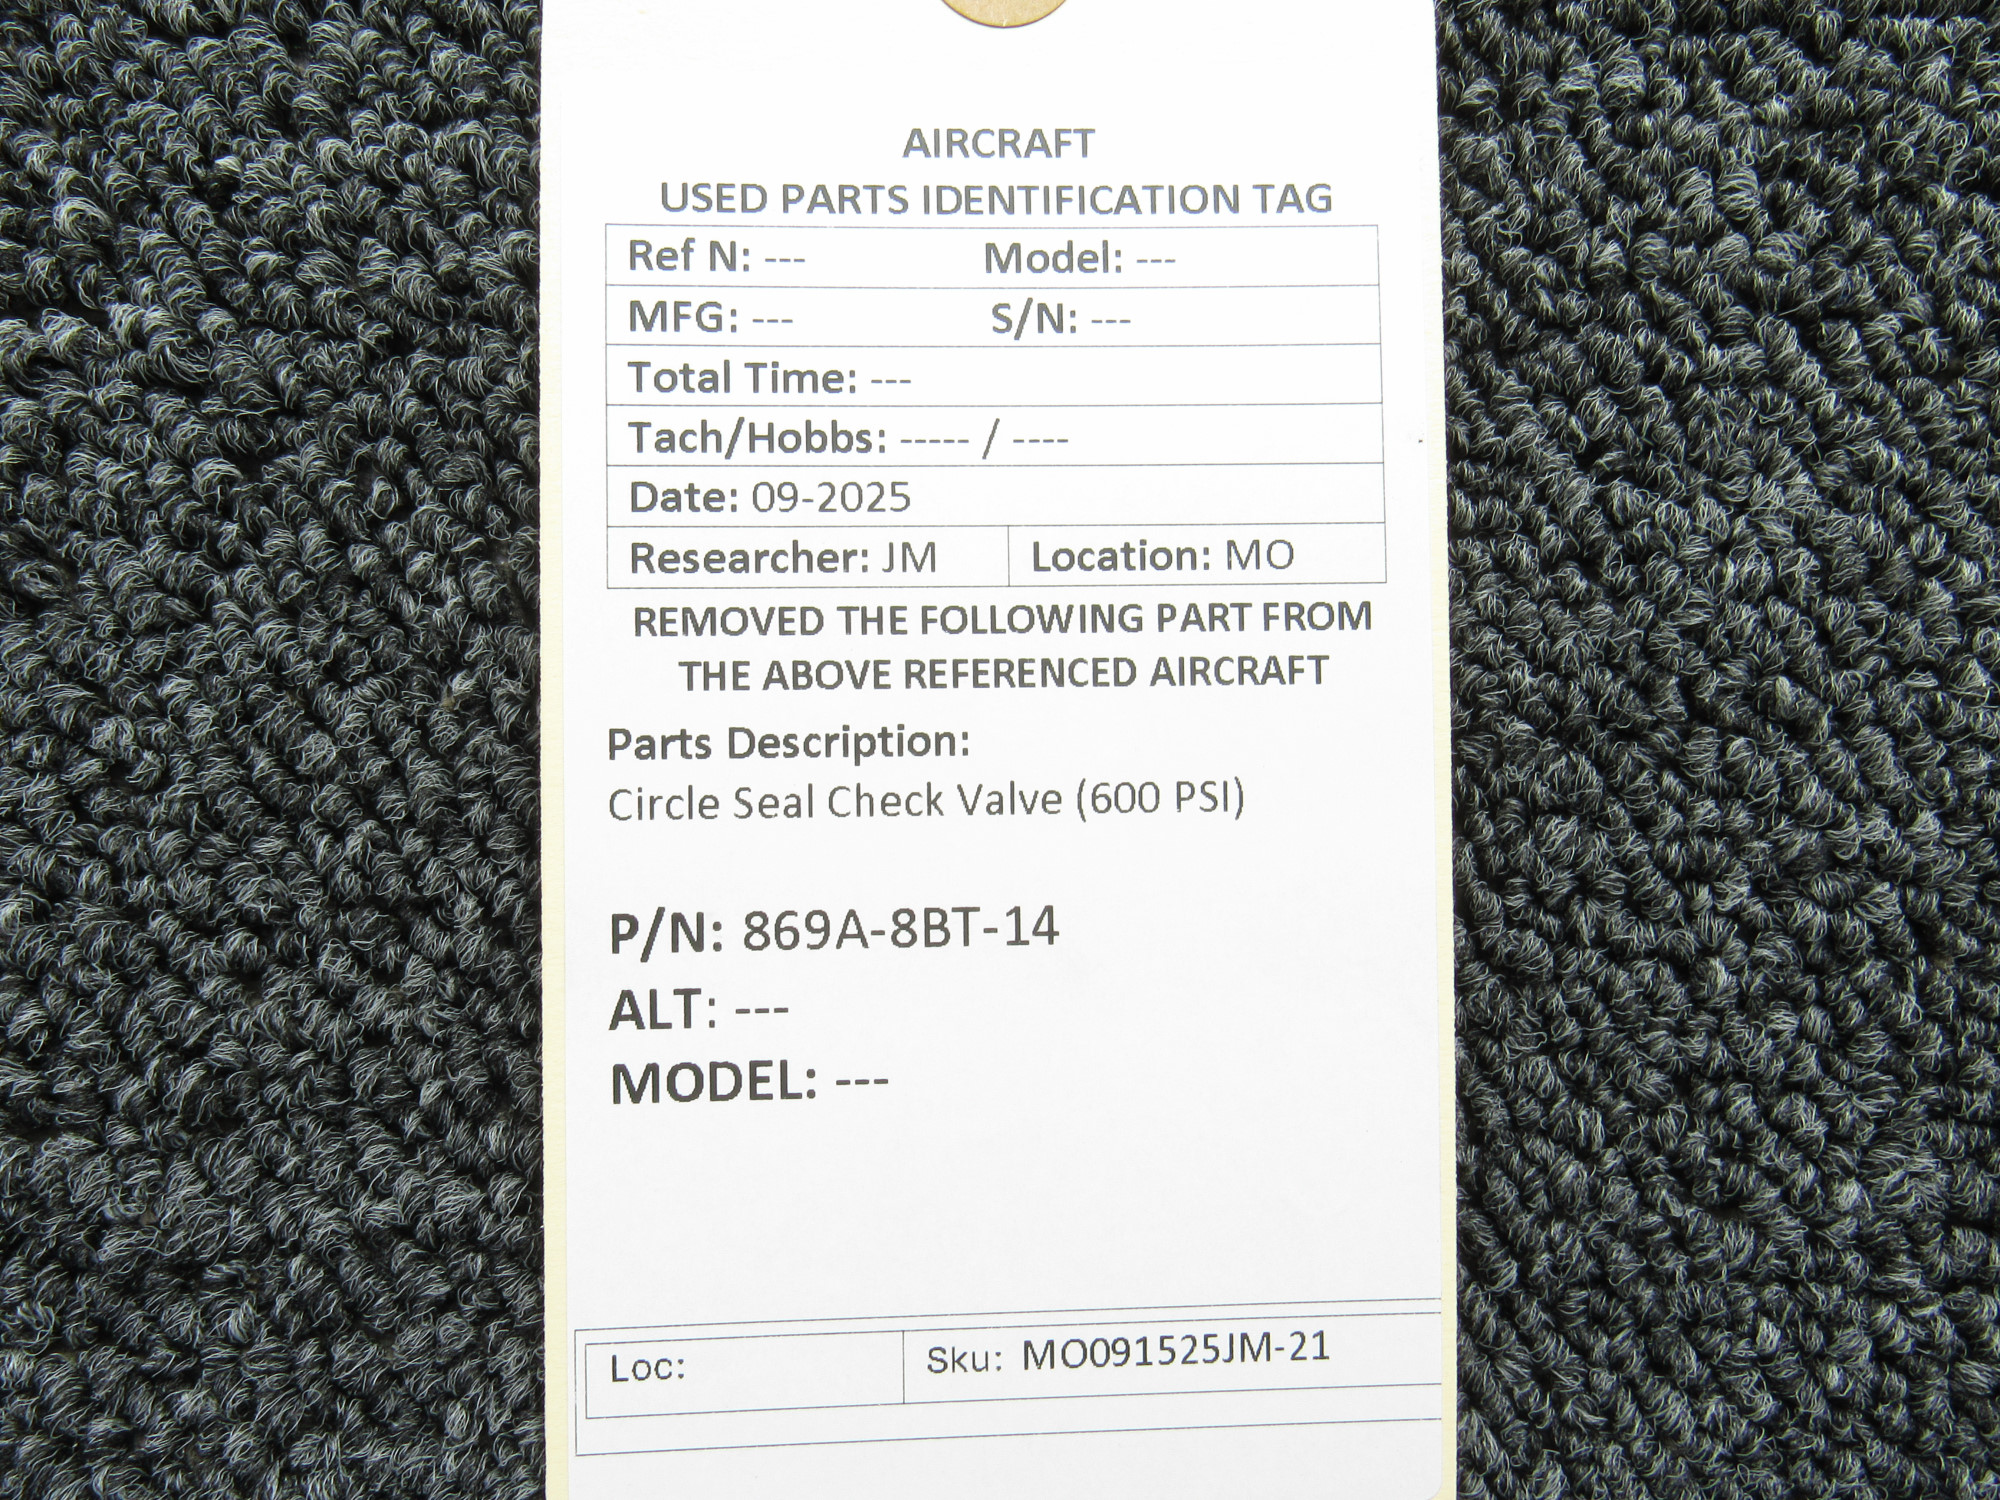 AIRCRAFT
USED PARTS IDENTIFICATION TAG
Ref N: --- Model: ---
MFG: --- S/N: ---
Total Time: ---
Tach/Hobbs: ----- / ----
Date: 09-2025
Researcher: JM Location: MO
REMOVED THE FOLLOWING PART FROM
THE ABOVE REFERENCED AIRCRAFT
Parts Description:
Circle Seal Check Valve (600 PSI)
P/N: 869A-8BT-14
ALT: ---
MODEL: ---
Loc: Sku: MO091525JM-21